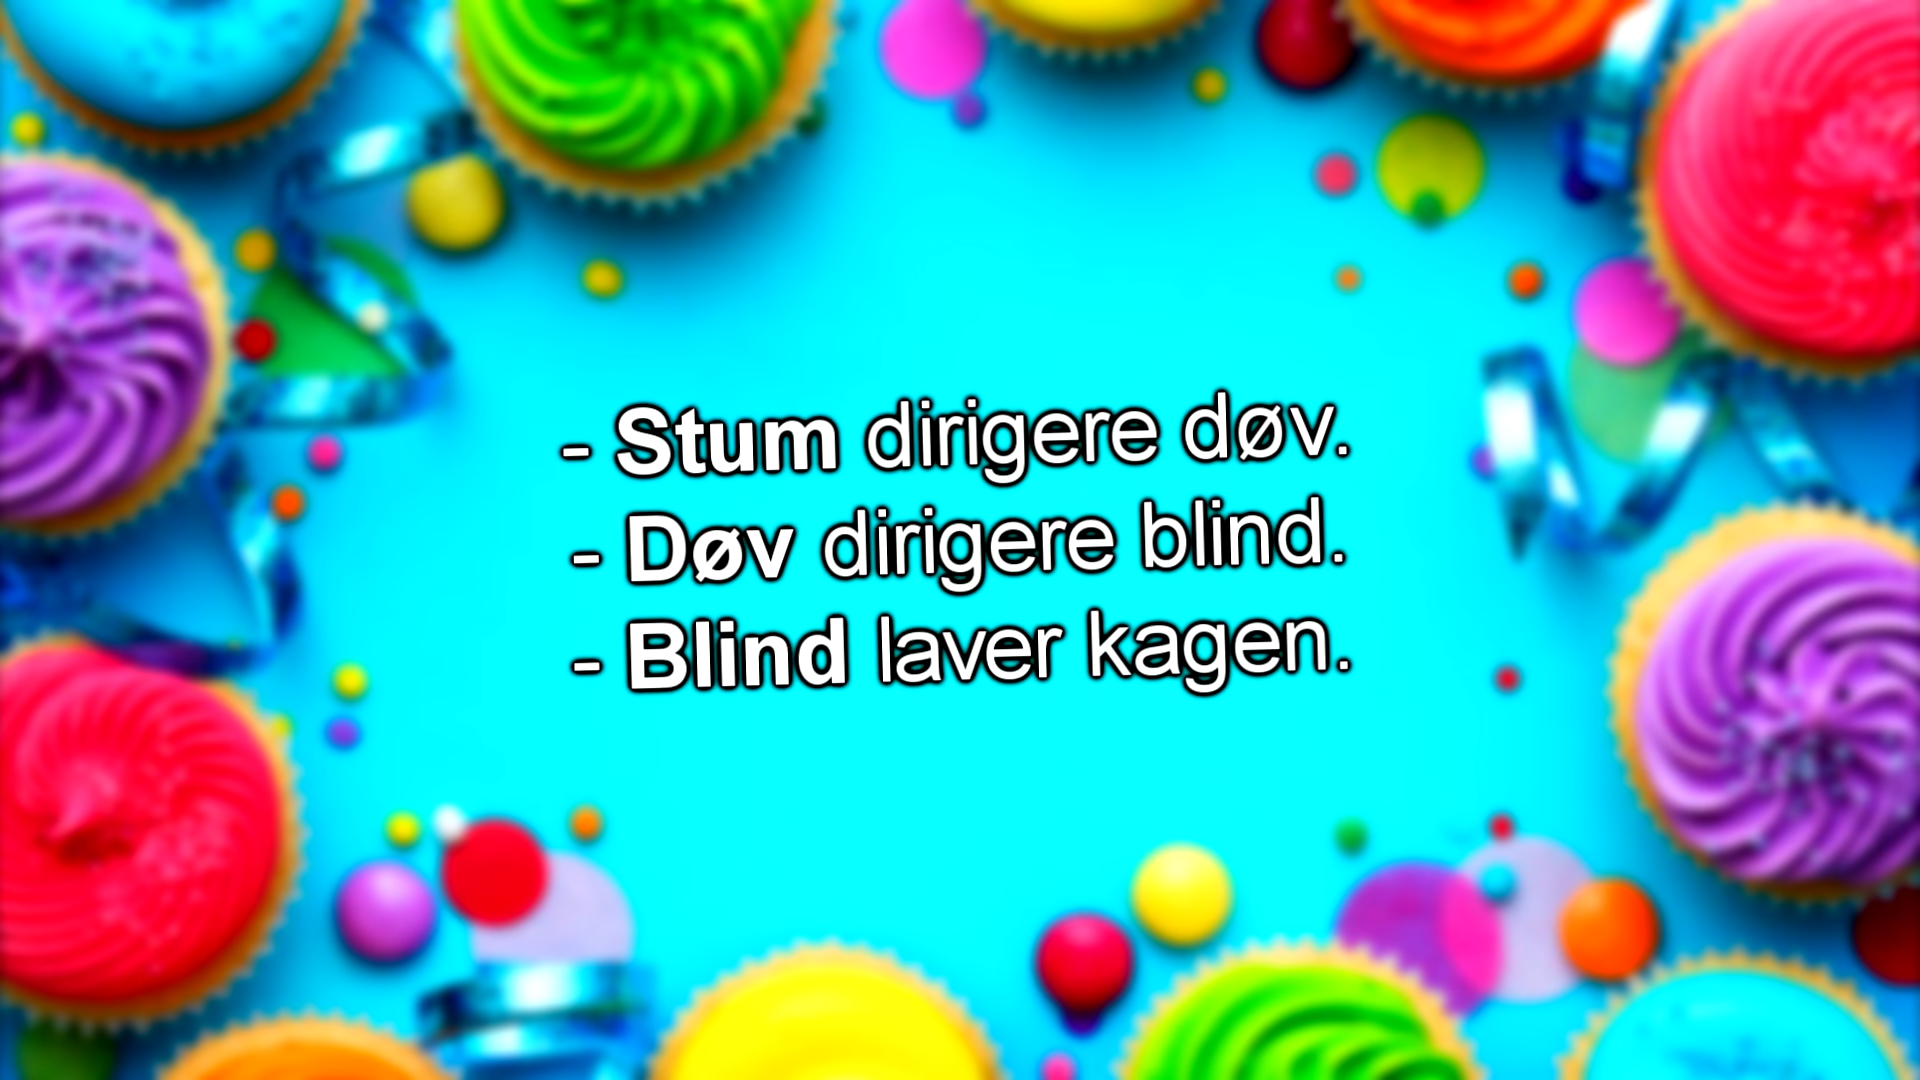 - Stum dirigere døv.
- Døv dirigere blind.
- Blind laver kagen.